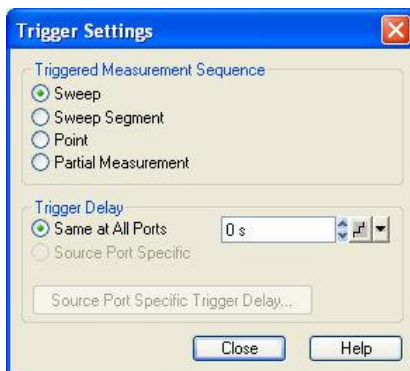 Trigger Settings
Triggered Measurement Sequence
Sweep
Sweep Segment
Point
Partial Measurement
Trigger Delay
Same at All Ports 0 s
Source Port Specific
Source Port Specific Trigger Delay...
Close Help